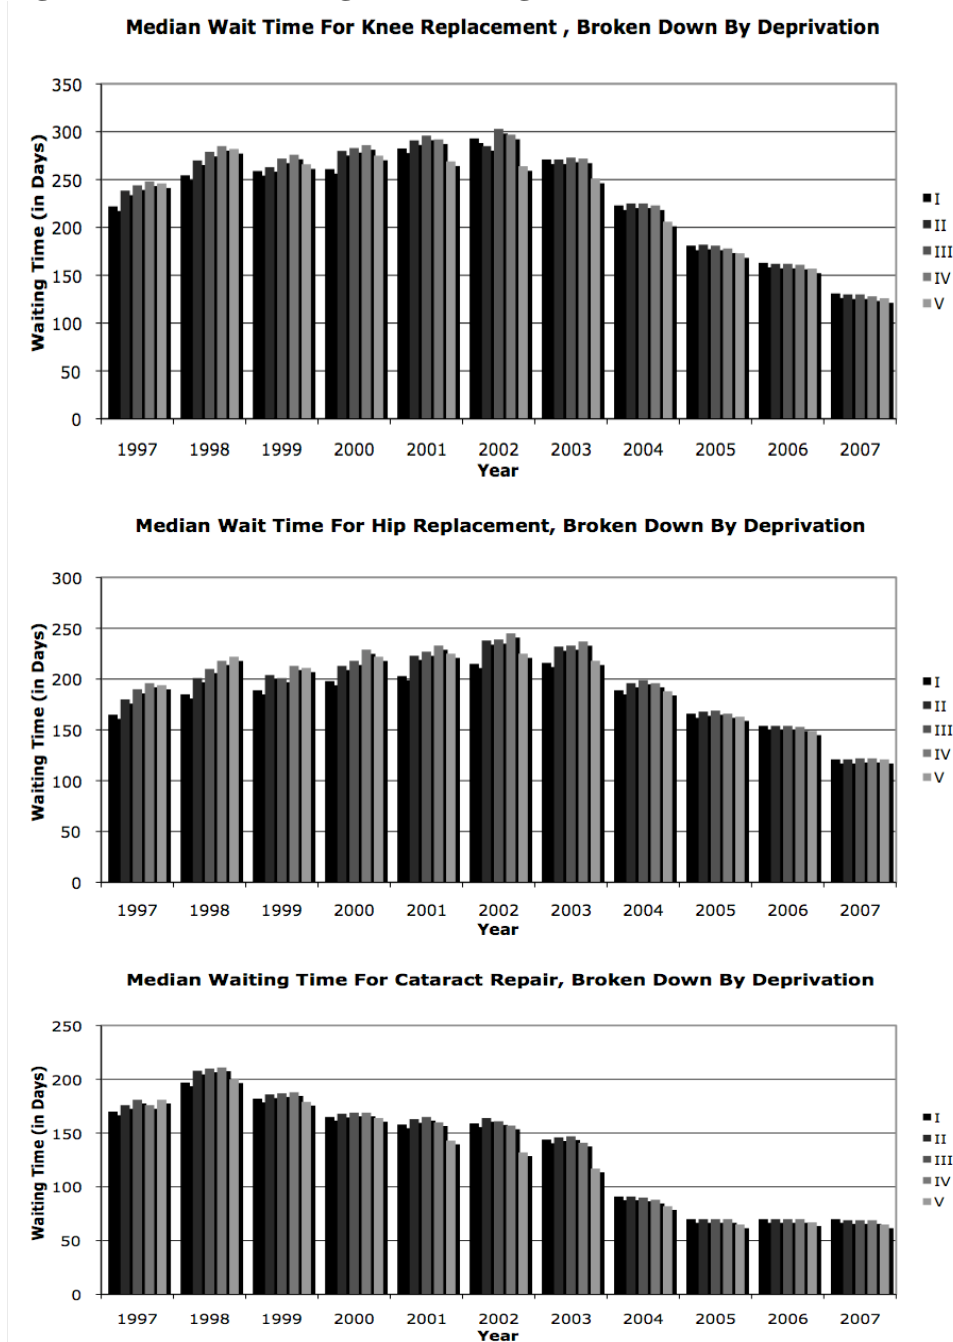 Median Wait Time For Knee Replacement , Broken Down By Deprivation
350
300
250
200
150
100
50
0
Waiting Time (in Days)
1997 1998 1999 2000 2001 2002 2003 2004 2005 2006 2007
Year
I
II
III
IV
V
Median Wait Time For Hip Replacement, Broken Down By Deprivation
300
250
200
150
100
50
0
Waiting Time (in Days)
1997 1998 1999 2000 2001 2002 2003 2004 2005 2006 2007
Year
I
II
III
IV
V
Median Waiting Time For Cataract Repair, Broken Down By Deprivation
250
200
150
100
50
0
Waiting Time (in Days)
1997 1998 1999 2000 2001 2002 2003 2004 2005 2006 2007
Year
I
II
III
IV
V